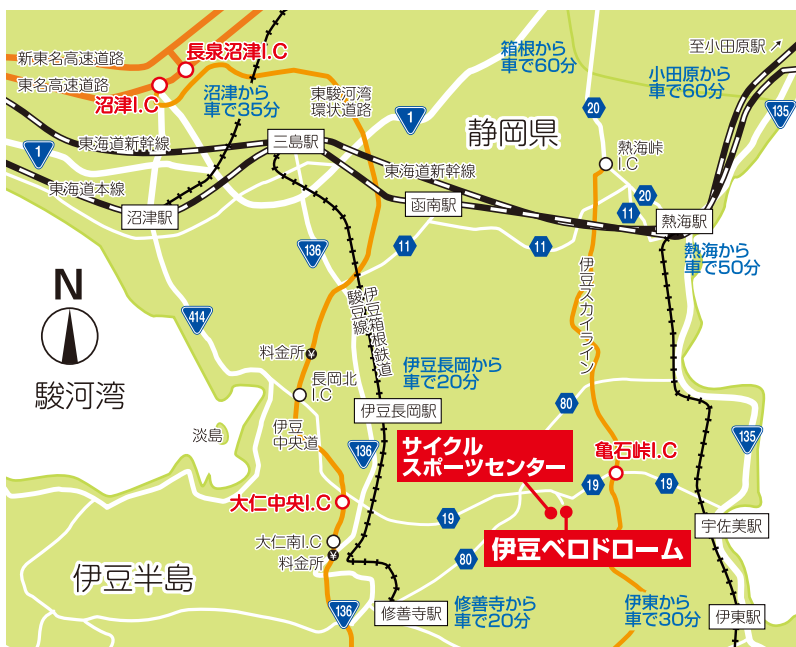 新東名高速道路
長泉沼津I.C
東名高速道路
沼津I.C
沼津から
車で35分
東駿河湾
環状道路
箱根から
車で60分
至小田原駅
小田原から
車で60分
135
1
1
20
静岡県
東海道新幹線
三島駅
東海道新幹線
熱海峠
I.C
東海道本線
沼津駅
函南駅
20
11
熱海駅
136
11
11
熱海から
車で50分
N
駿河湾
414
伊豆箱根鉄道
駿豆線
伊豆スカイライン
料金所
¥
長岡北
I.C
伊豆長岡から
車で20分
伊豆長岡駅
80
淡島
伊豆
中央道
136
サイクル
スポーツセンター
亀石峠I.C
135
大仁中央I.C
19
19
19
大仁南I.C
料金所
¥
伊豆ベロドローム
宇佐美駅
80
伊豆半島
136
修善寺駅
修善寺から
車で20分
伊東から
車で30分
伊東駅